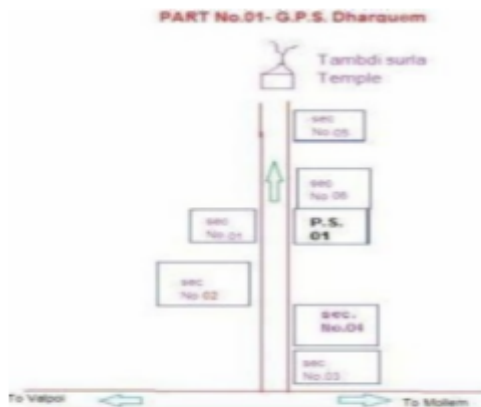 PART No.01- G.P.S. Dharquem
Tambdi surla
Temple
sec
No.05
sec
No.06
sec
No.01
P.S.
01
sec
No.02
sec.
No.04
sec
No.03
To Valpoi
To Mollem